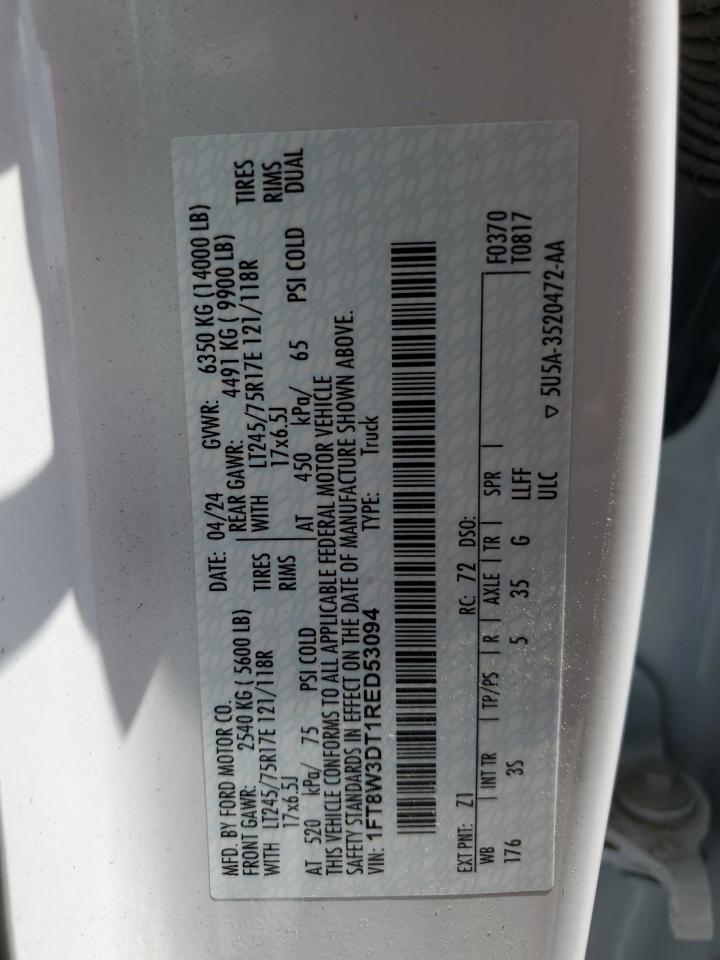 MFD. BY FORD MOTOR CO.
DATE: 04/24 GVWR: 6350 KG (14000 LB)
FRONT GAWR: 2540 KG ( 5600 LB) REAR GAWR: 4491 KG ( 9900 LB)
WITH LT245/75R17E 121/118R TIRES WITH LT245/75R17E 121/118R TIRES
17x6.5J RIMS 17x6.5J RIMS
AT 520 kPa/ 75 PSI COLD AT 450 kPa/ 65 PSI COLD DUAL
THIS VEHICLE CONFORMS TO ALL APPLICABLE FEDERAL MOTOR VEHICLE
SAFETY STANDARDS IN EFFECT ON THE DATE OF MANUFACTURE SHOWN ABOVE.
VIN: 1FT8W3DT1RED53094 TYPE: Truck
EXT PNT: Z1 RC: 72 DSO: F0370
WB INT TR TP/PS R AXLE TR SPR T0817
176 3S 5 35 G LLFF
ULC ▽ 5U5A-3520472-AA